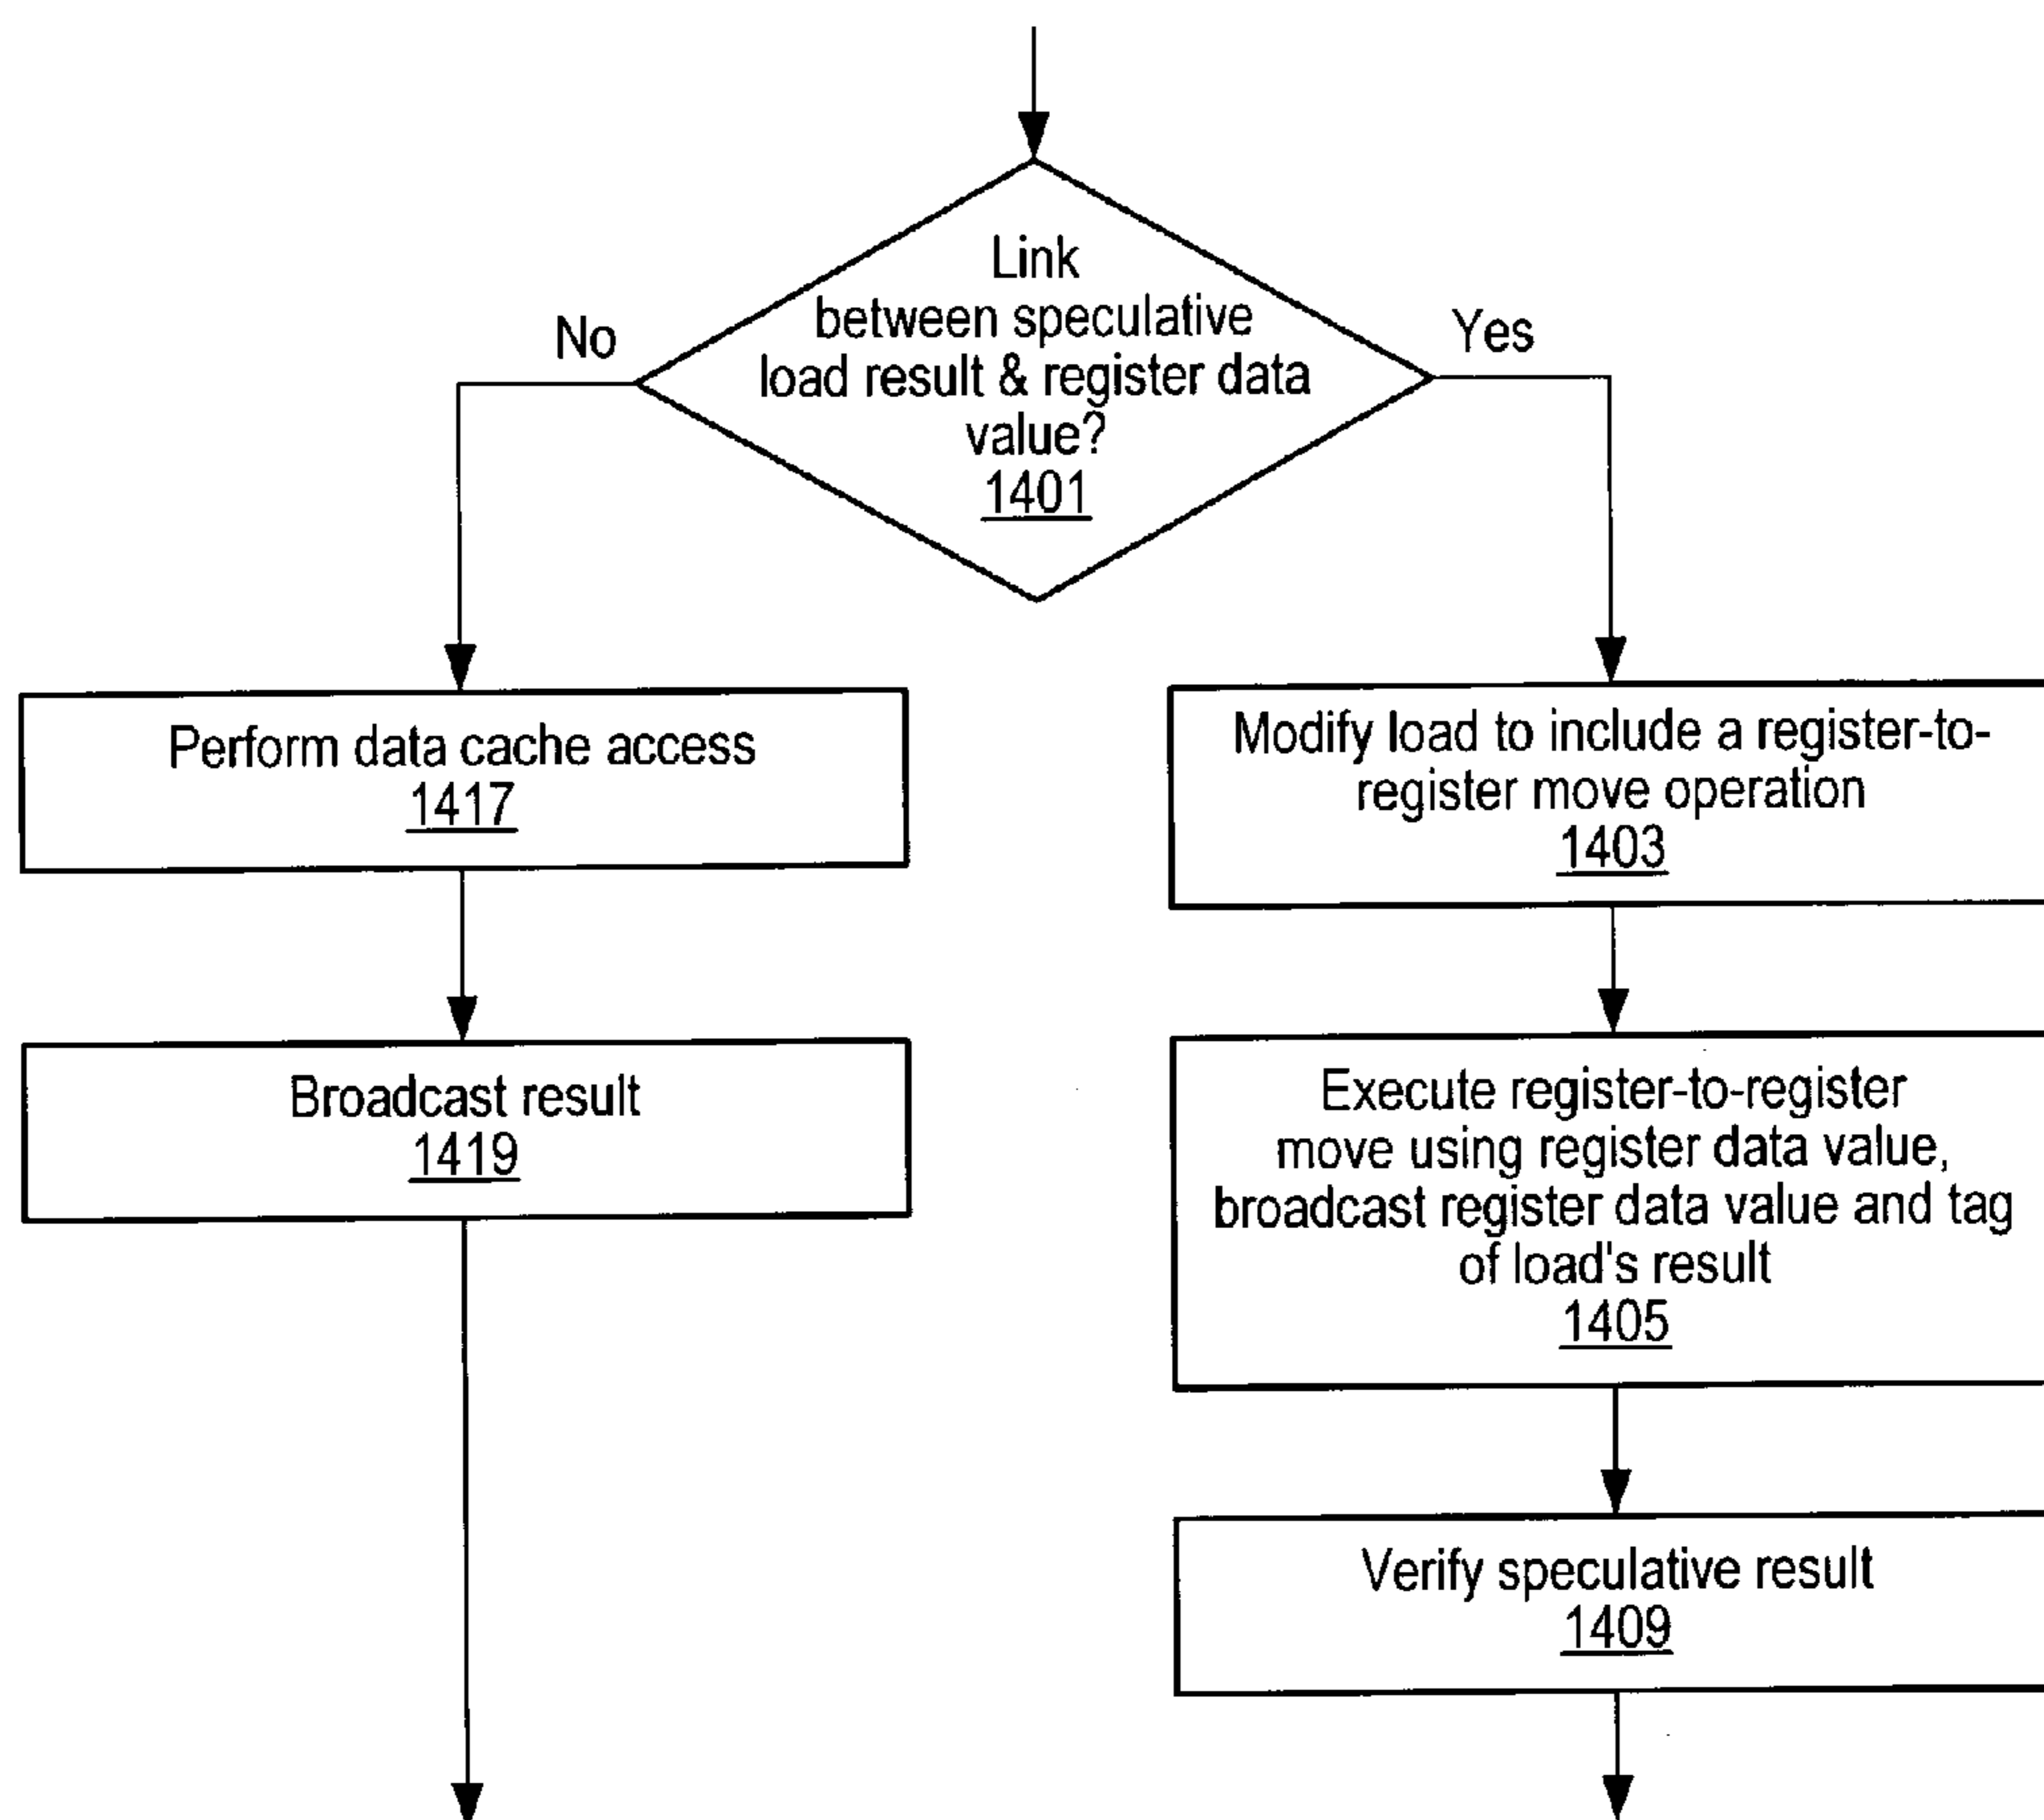 Link
between speculative
load result & register data
value?
1401
No
Yes
Perform data cache access
1417
Modify load to include a register-to-
register move operation
1403
Broadcast result
1419
Execute register-to-register
move using register data value,
broadcast register data value and tag
of load's result
1405
Verify speculative result
1409